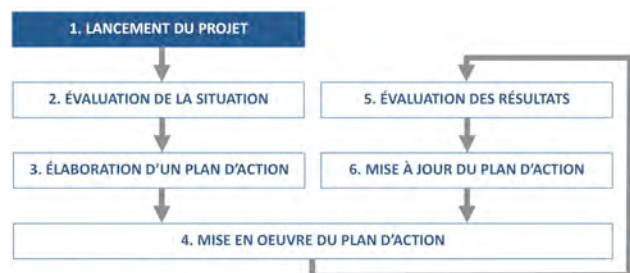 1. LANCEMENT DU PROJET
2. ÉVALUATION DE LA SITUATION
3. ÉLABORATION D'UN PLAN D'ACTION
4. MISE EN OEUVRE DU PLAN D'ACTION
5. ÉVALUATION DES RÉSULTATS
6. MISE À JOUR DU PLAN D'ACTION